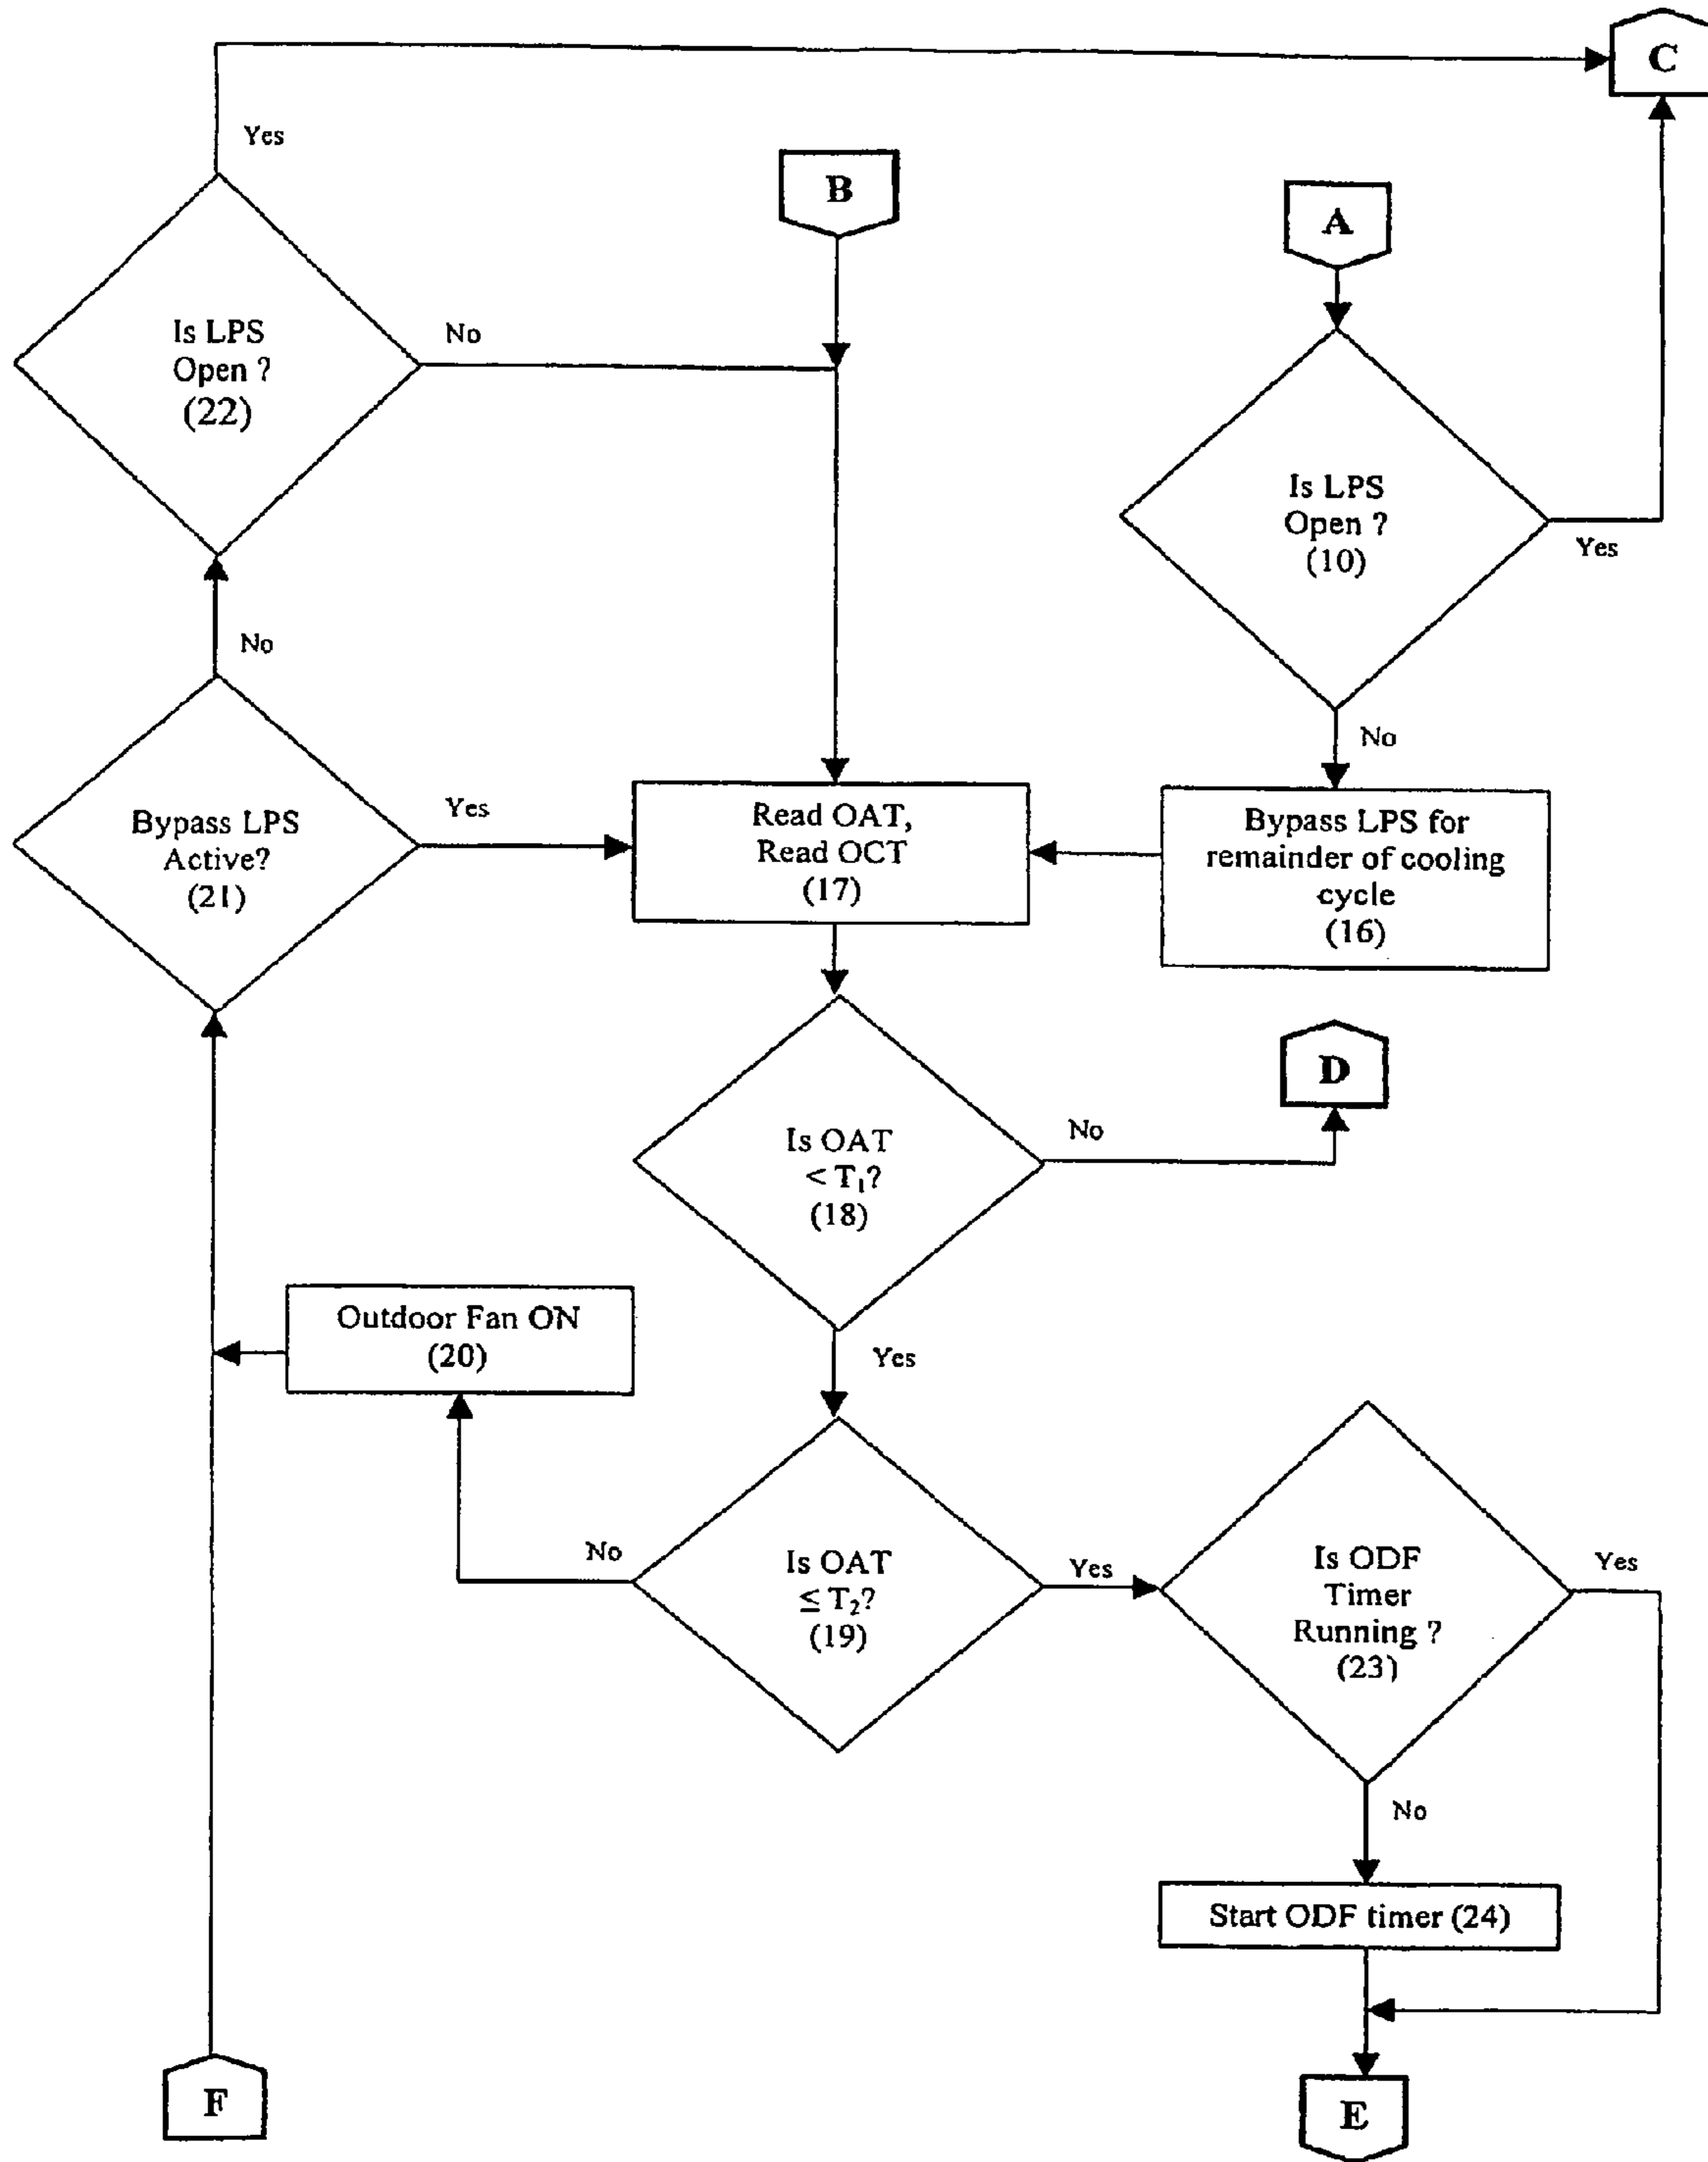 C
Yes
B
A
Is LPS
Open ?
(22)
No
Is LPS
Open ?
(10)
Yes
No
No
Bypass LPS
Active?
(21)
Yes
Read OAT,
Read OCT
(17)
Bypass LPS for
remainder of cooling
cycle
(16)
D
Is OAT
< T₁?
(18)
No
Yes
Outdoor Fan ON
(20)
No
Is OAT
≤ T₂?
(19)
Yes
Is ODF
Timer
Running ?
(23)
Yes
No
Start ODF timer (24)
F
E